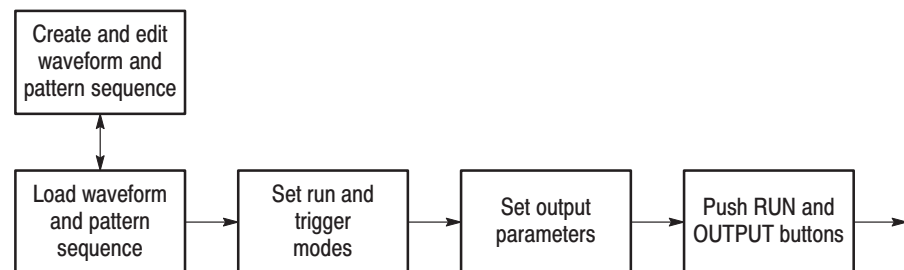 Create and edit
waveform and
pattern sequence
Load waveform
and pattern
sequence
Set run and
trigger
modes
Set output
parameters
Push RUN and
OUTPUT buttons